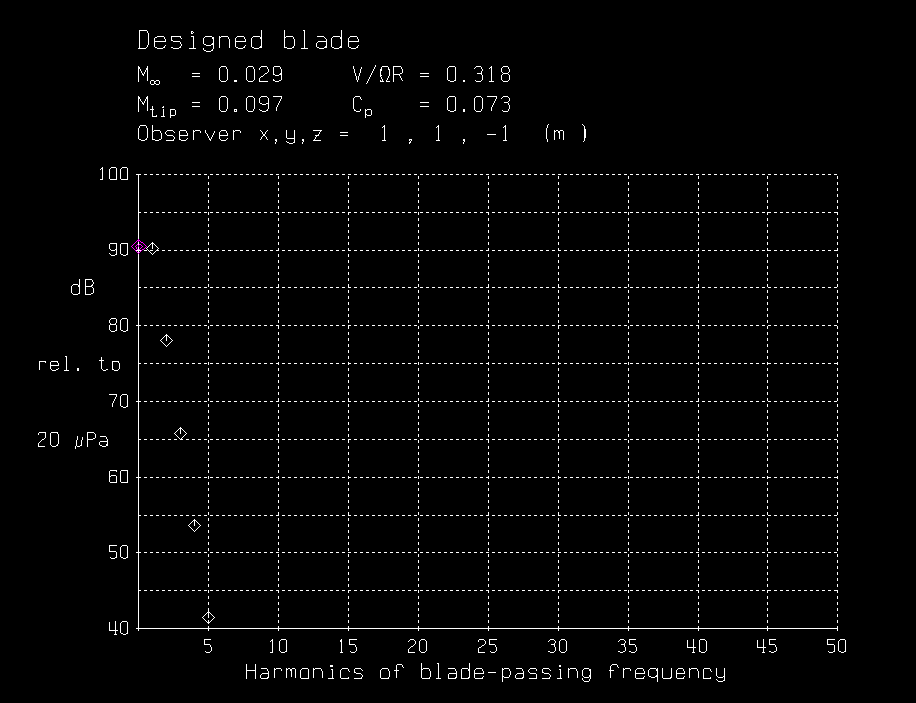 Designed blade
M∞ = 0.029 V/ΩR = 0.318
Mtip = 0.097 Cp = 0.073
Observer x,y,z = 1 , 1 , -1 (m )
100
90
dB
80
rel. to
70
20 µPa
60
50
40
5 10 15 20 25 30 35 40 45 50
Harmonics of blade-passing frequency